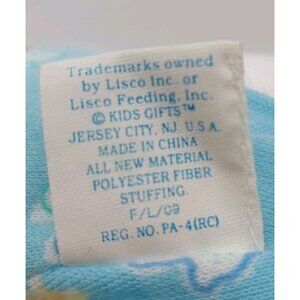 Trademarks owned
by Lisco Inc. or
Lisco Feeding, Inc.
© KIDS GIFTS™
JERSEY CITY, NJ. U.S.A.
MADE IN CHINA
ALL NEW MATERIAL
POLYESTER FIBER
STUFFING.
F/L/09
REG. NO. PA-4(RC)